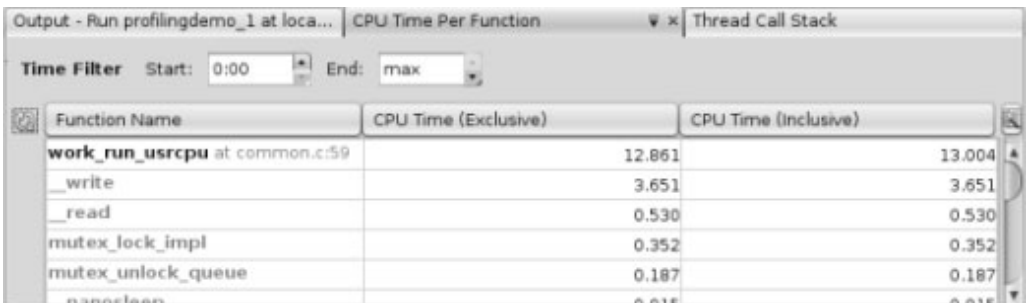 Output - Run profilingdemo_1 at loca... CPU Time Per Function Thread Call Stack
Time Filter Start: 0:00 End: max
Function Name CPU Time (Exclusive) CPU Time (Inclusive)
work_run_usrcpu at common.c:59 12.861 13.004
__write 3.651 3.651
__read 0.530 0.530
mutex_lock_impl 0.352 0.352
mutex_unlock_queue 0.187 0.187